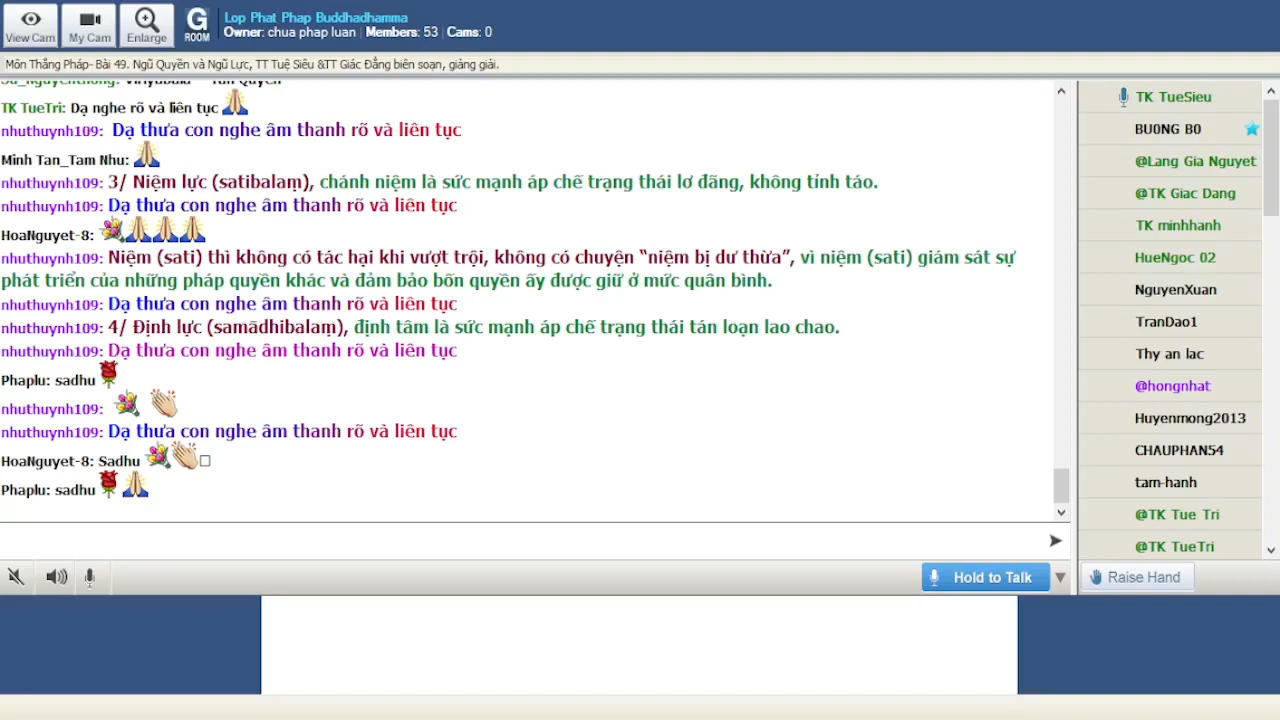 View Cam
My Cam
Enlarge
G
ROOM
Lop Phat Phap Buddhadhamma
Owner: chua phap luan | Members: 53 | Cams: 0
Môn Thắng Pháp- Bài 49. Ngũ Quyền và Ngũ Lực, TT Tuệ Siêu &TT Giác Đẳng biên soạn, giảng giải.
TK TueTri: Dạ nghe rõ và liên tục
nhuthuynh109: Dạ thưa con nghe âm thanh rõ và liên tục
Minh Tan_Tam Nhu:
nhuthuynh109: 3/ Niệm lực (satibalaṃ), chánh niệm là sức mạnh áp chế trạng thái lơ đãng, không tỉnh táo.
nhuthuynh109: Dạ thưa con nghe âm thanh rõ và liên tục
HoaNguyet-8:
nhuthuynh109: Niệm (sati) thì không có tác hại khi vượt trội, không có chuyện “niệm bị dư thừa”, vì niệm (sati) giám sát sự
phát triển của những pháp quyền khác và đảm bảo bốn quyền ấy được giữ ở mức quân bình.
nhuthuynh109: Dạ thưa con nghe âm thanh rõ và liên tục
nhuthuynh109: 4/ Định lực (samādhibalaṃ), định tâm là sức mạnh áp chế trạng thái tán loạn lao chao.
nhuthuynh109: Dạ thưa con nghe âm thanh rõ và liên tục
Phaplu: sadhu
nhuthuynh109:
nhuthuynh109: Dạ thưa con nghe âm thanh rõ và liên tục
HoaNguyet-8: Sadhu
Phaplu: sadhu
TK TueSieu
BU0NG B0
@Lang Gia Nguyet
@TK Giac Dang
TK minhhanh
HueNgoc 02
NguyenXuan
TranDao1
Thy an lac
@hongnhat
Huyenmong2013
CHAUPHAN54
tam-hanh
@TK Tue Tri
@TK TueTri
Hold to Talk
Raise Hand